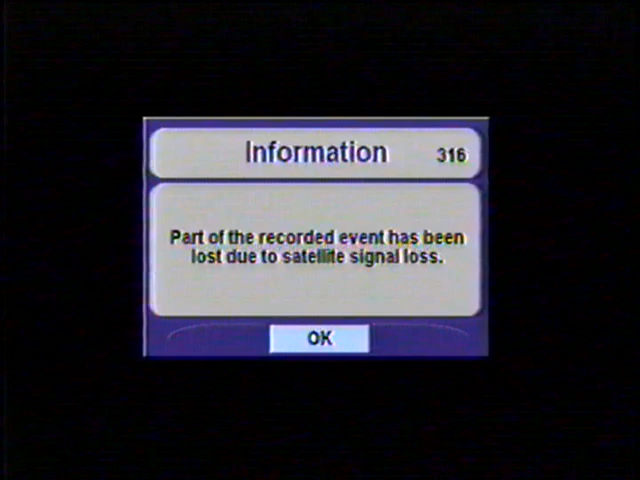 Information 316
Part of the recorded event has been
lost due to satellite signal loss.
OK